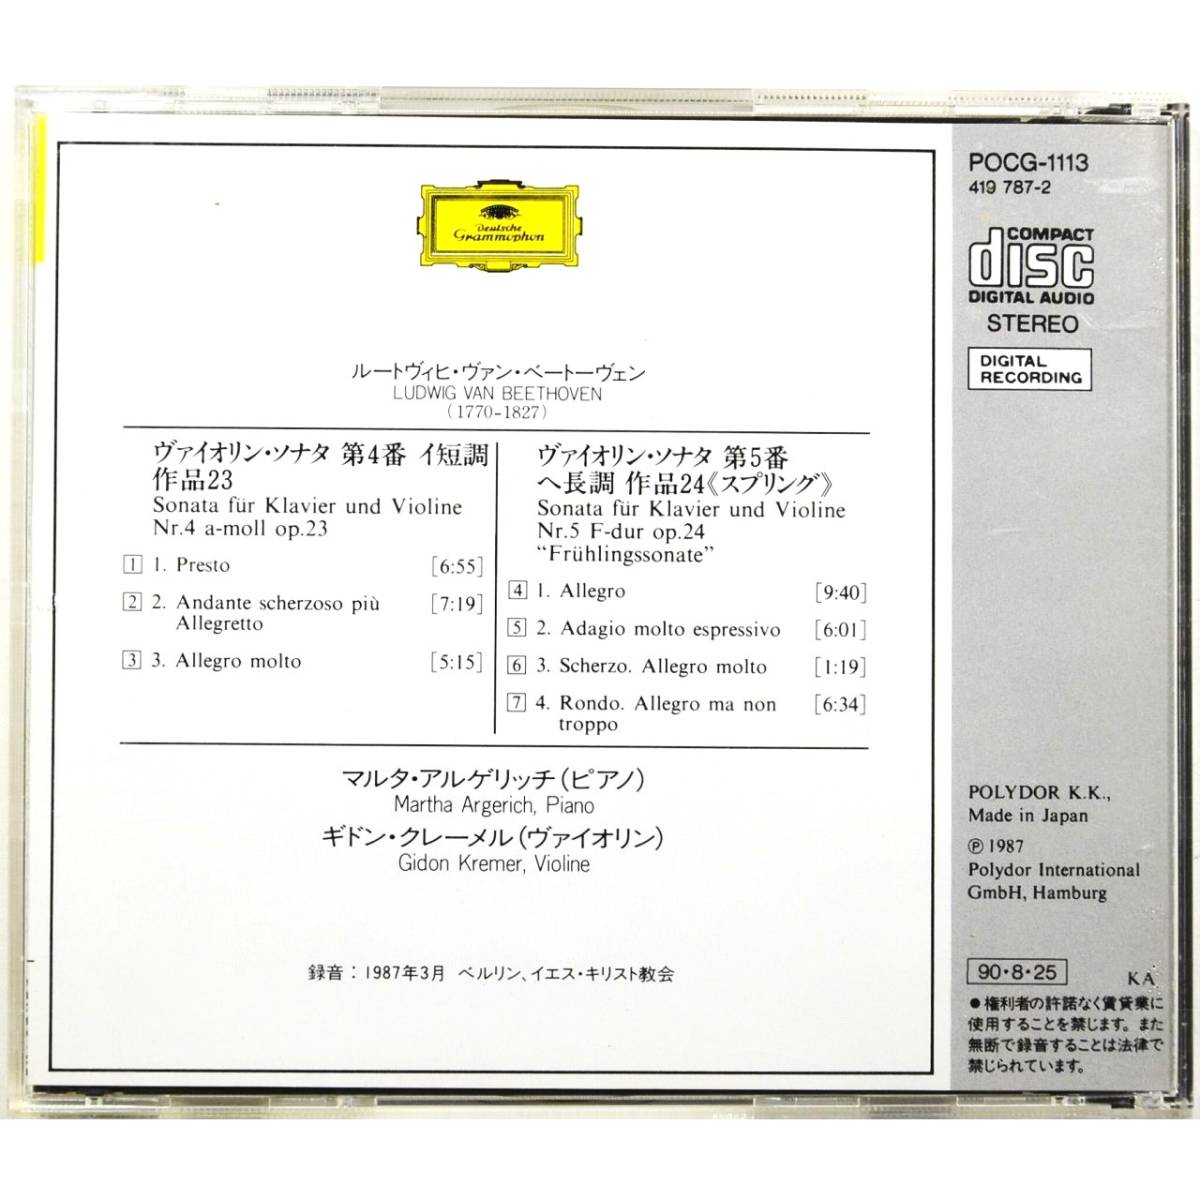 Deutsche
Grammophon
ルートヴィヒ・ヴァン・ベートーヴェン
LUDWIG VAN BEETHOVEN
(1770-1827)
ヴァイオリン・ソナタ 第4番 イ短調
作品23
Sonata für Klavier und Violine
Nr.4 a-moll op.23
1 1. Presto [6:55]
2 2. Andante scherzoso più [7:19]
Allegretto
3 3. Allegro molto [5:15]
ヴァイオリン・ソナタ 第5番
ヘ長調 作品24《スプリング》
Sonata für Klavier und Violine
Nr.5 F-dur op.24
“Frühlingssonate”
4 1. Allegro [9:40]
5 2. Adagio molto espressivo [6:01]
6 3. Scherzo. Allegro molto [1:19]
7 4. Rondo. Allegro ma non [6:34]
troppo
マルタ・アルゲリッチ(ピアノ)
Martha Argerich, Piano
ギドン・クレーメル(ヴァイオリン)
Gidon Kremer, Violine
録音：1987年3月 ベルリン、イエス・キリスト教会
POCG-1113
419 787-2
COMPACT
disc
DIGITAL AUDIO
STEREO
DIGITAL
RECORDING
POLYDOR K.K.,
Made in Japan
℗ 1987
Polydor International
GmbH, Hamburg
90・8・25
KA
●権利者の許諾なく賃貸業に
使用することを禁じます。また
無断で録音することは法律で
禁じられています。